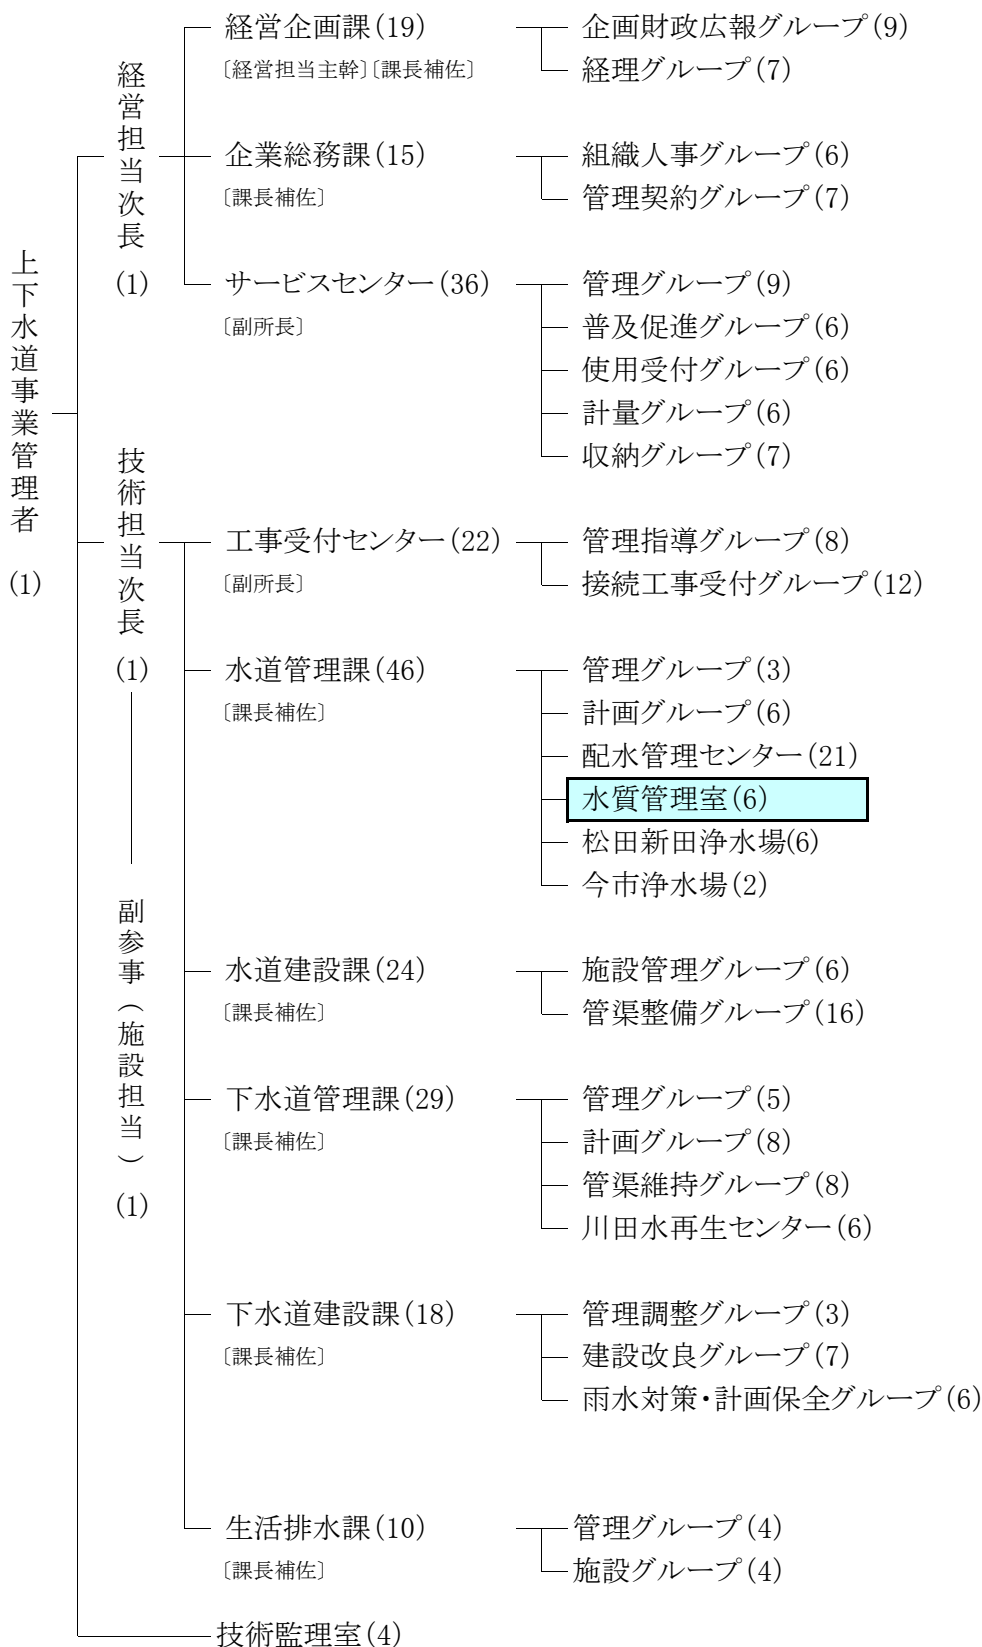 上下水道事業管理者
(1)
経営担当次長
(1)
経営企画課(19)
〔経営担当主幹〕〔課長補佐〕
企画財政広報グループ(9)
経理グループ(7)
企業総務課(15)
〔課長補佐〕
組織人事グループ(6)
管理契約グループ(7)
サービスセンター(36)
〔副所長〕
管理グループ(9)
普及促進グループ(6)
使用受付グループ(6)
計量グループ(6)
収納グループ(7)
技術担当次長
(1)
副参事(施設担当)
(1)
工事受付センター(22)
〔副所長〕
管理指導グループ(8)
接続工事受付グループ(12)
水道管理課(46)
〔課長補佐〕
管理グループ(3)
計画グループ(6)
配水管理センター(21)
水質管理室(6)
松田新田浄水場(6)
今市浄水場(2)
水道建設課(24)
〔課長補佐〕
施設管理グループ(6)
管渠整備グループ(16)
下水道管理課(29)
〔課長補佐〕
管理グループ(5)
計画グループ(8)
管渠維持グループ(8)
川田水再生センター(6)
下水道建設課(18)
〔課長補佐〕
管理調整グループ(3)
建設改良グループ(7)
雨水対策・計画保全グループ(6)
生活排水課(10)
〔課長補佐〕
管理グループ(4)
施設グループ(4)
技術監理室(4)